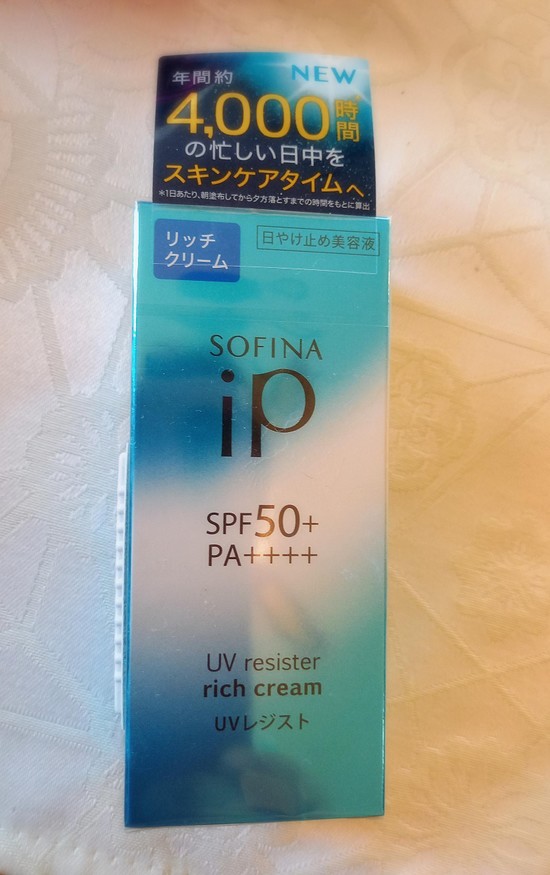 年間約 NEW
4,000時間
の忙しい日中を
スキンケアタイムへ
*1日あたり、朝塗布してから夕方落とすまでの時間をもとに算出
リッチ
クリーム
日やけ止め美容液
SOFINA
iP
SPF50+
PA++++
UV resister
rich cream
UVレジスト